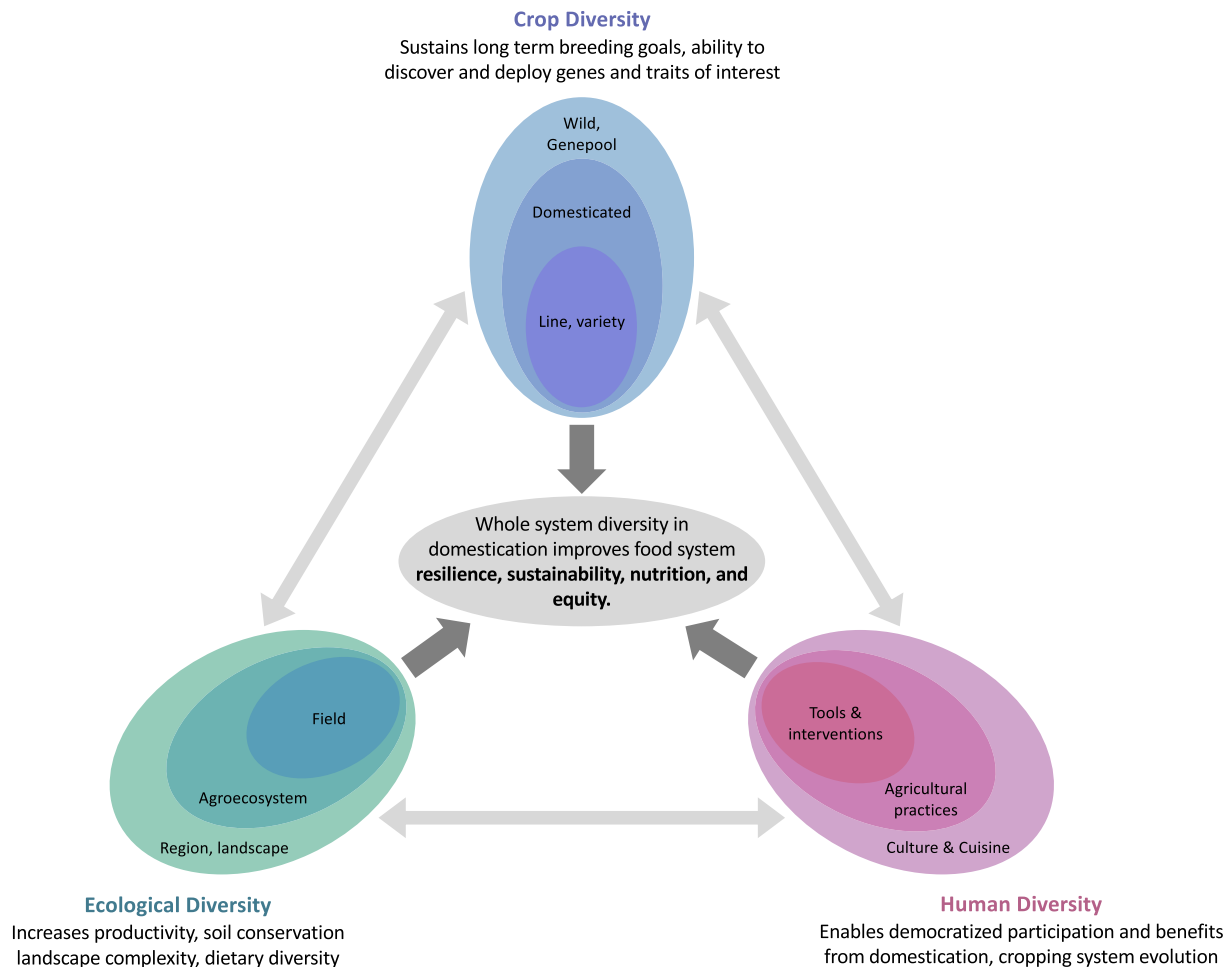 Crop Diversity
Sustains long term breeding goals, ability to
discover and deploy genes and traits of interest
Wild,
Genepool
Domesticated
Line, variety
Whole system diversity in
domestication improves food system
resilience, sustainability, nutrition, and
equity.
Field
Agroecosystem
Region, landscape
Tools &
interventions
Agricultural
practices
Culture & Cuisine
Ecological Diversity
Increases productivity, soil conservation
landscape complexity, dietary diversity
Human Diversity
Enables democratized participation and benefits
from domestication, cropping system evolution